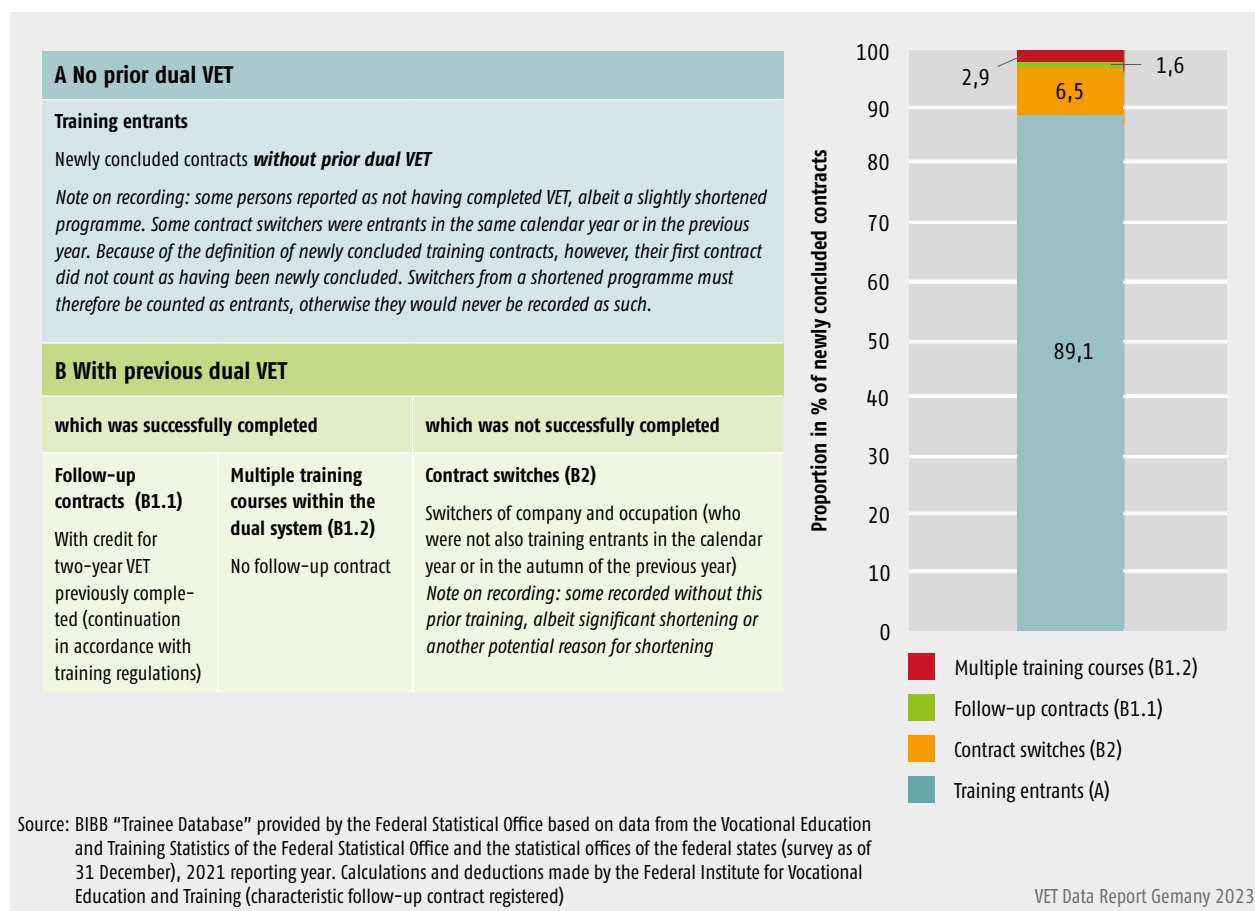 A No prior dual VET
Training entrants
Newly concluded contracts without prior dual VET
Note on recording: some persons reported as not having completed VET, albeit a slightly shortened
programme. Some contract switchers were entrants in the same calendar year or in the previous
year. Because of the definition of newly concluded training contracts, however, their first contract
did not count as having been newly concluded. Switchers from a shortened programme must
therefore be counted as entrants, otherwise they would never be recorded as such.
B With previous dual VET
which was successfully completed
which was not successfully completed
Follow-up
contracts (B1.1)
With credit for
two-year VET
previously comple-
ted (continuation
in accordance with
training regulations)
Multiple training
courses within the
dual system (B1.2)
No follow-up contract
Contract switches (B2)
Switchers of company and occupation (who
were not also training entrants in the calendar
year or in the autumn of the previous year)
Note on recording: some recorded without this
prior training, albeit significant shortening or
another potential reason for shortening
Proportion in % of newly concluded contracts
100
90
80
70
60
50
40
30
20
10
0
2,9
1,6
6,5
89,1
Multiple training courses (B1.2)
Follow-up contracts (B1.1)
Contract switches (B2)
Training entrants (A)
Source: BIBB “Trainee Database” provided by the Federal Statistical Office based on data from the Vocational Education
and Training Statistics of the Federal Statistical Office and the statistical offices of the federal states (survey as of
31 December), 2021 reporting year. Calculations and deductions made by the Federal Institute for Vocational
Education and Training (characteristic follow-up contract registered)
VET Data Report Gemany 2023